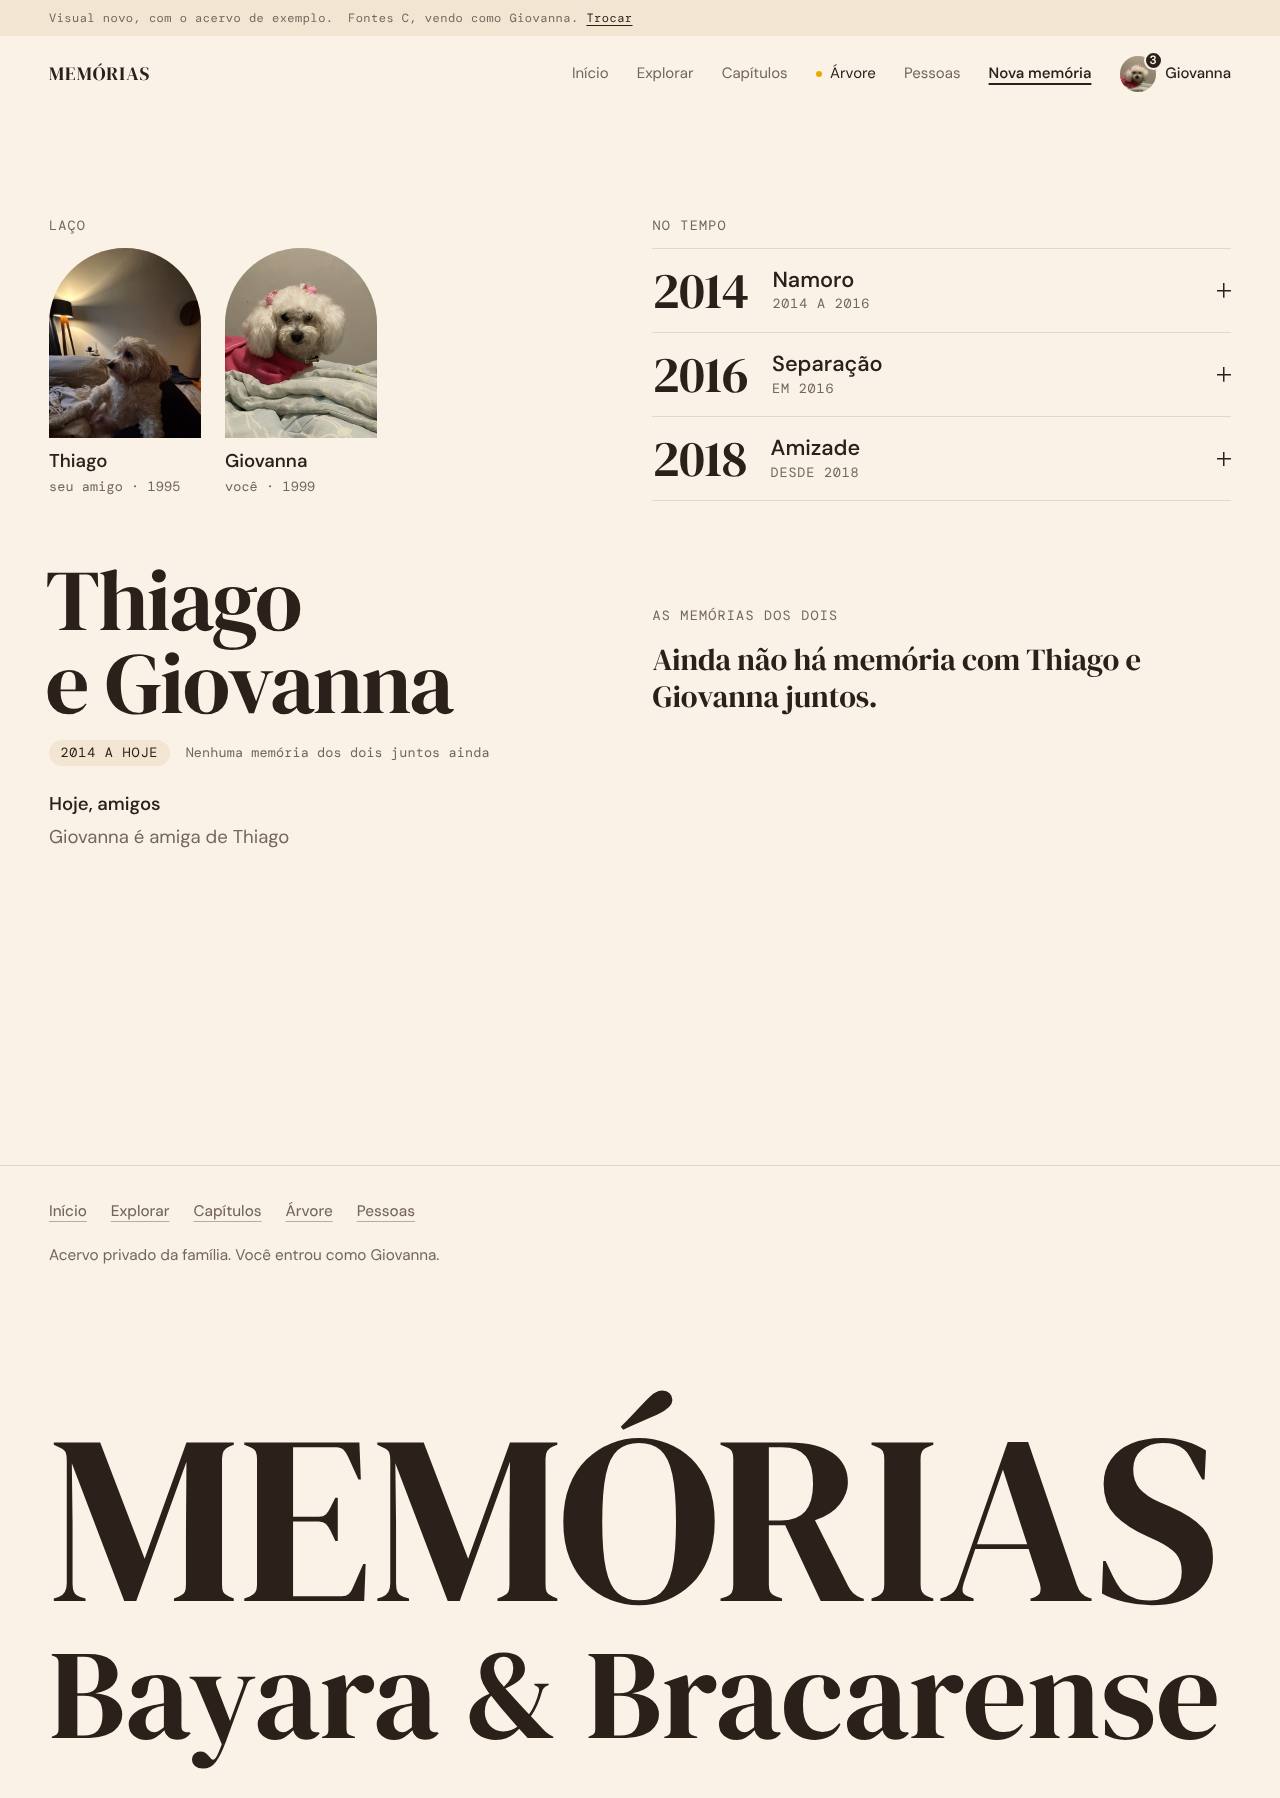 Visual novo, com o acervo de exemplo. Fontes C, vendo como Giovanna. Trocar
MEMÓRIAS
Início Explorar Capítulos Árvore Pessoas Nova memória 3 Giovanna
LAÇO
Thiago
seu amigo · 1995
Giovanna
você · 1999
Thiago
e Giovanna
2014 A HOJE Nenhuma memória dos dois juntos ainda
Hoje, amigos
Giovanna é amiga de Thiago
NO TEMPO
2014 Namoro
2014 A 2016
2016 Separação
EM 2016
2018 Amizade
DESDE 2018
AS MEMÓRIAS DOS DOIS
Ainda não há memória com Thiago e
Giovanna juntos.
Início Explorar Capítulos Árvore Pessoas
Acervo privado da família. Você entrou como Giovanna.
MEMÓRIAS
Bayara & Bracarense